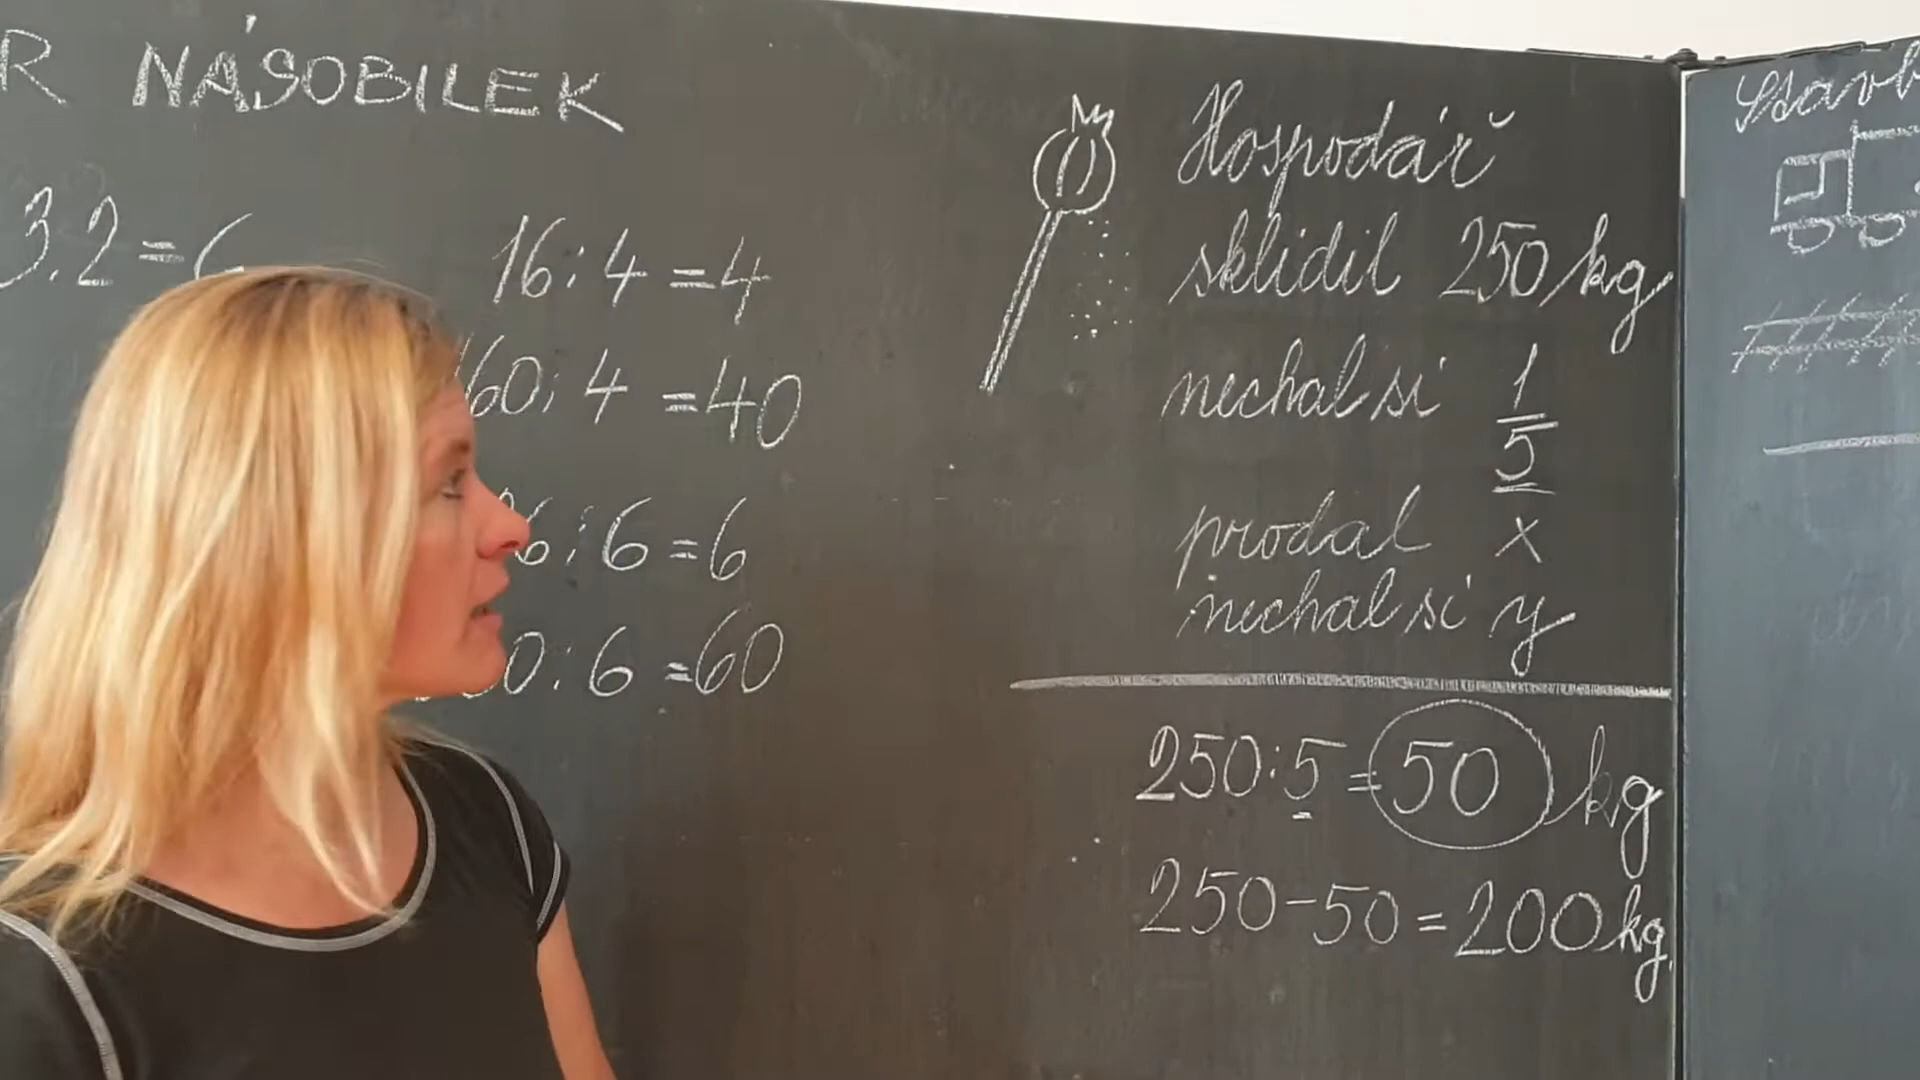 R NÁSOBILEK
3.2=6
16:4=4
160:4=40
6:6=6
0:6=60
Hospodář
sklidil 250 kg
nechal si 1/5
prodal x
nechal si y
250:5=50 kg
250-50=200 kg.